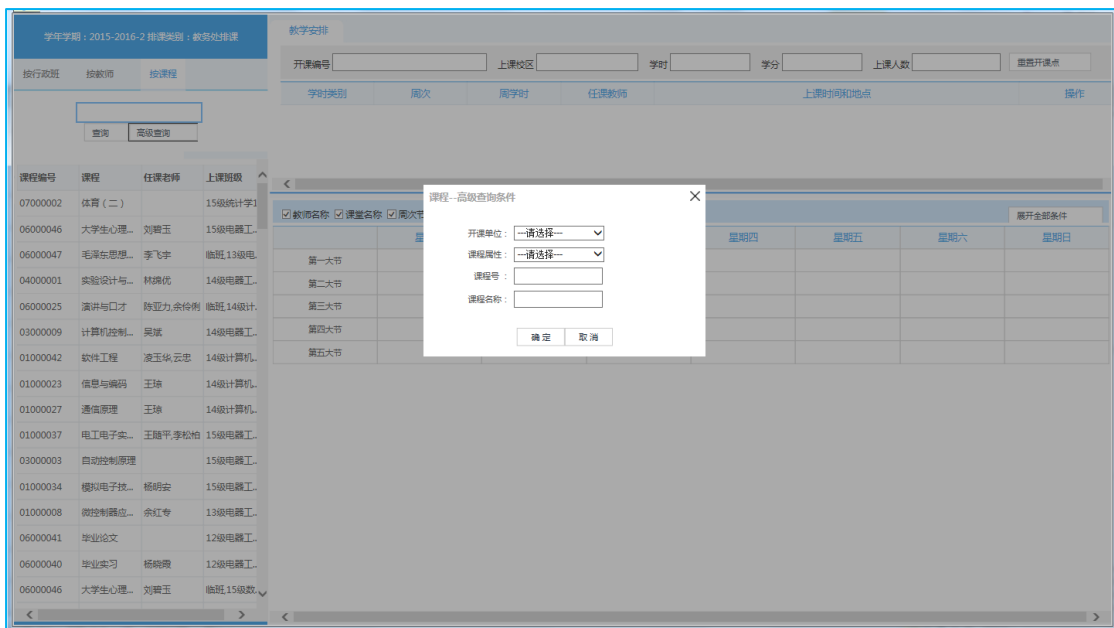 学年学期：2015-2016-2 排课类别：教务处排课
按行政班 按教师 按课程
查询 高级查询
课程编号 课程 任课老师 上课班级
07000002 体育（二） 15级统计学1
06000046 大学生心理... 刘碧玉 15级电器工..
06000047 毛泽东思想... 李飞宇 临班,13级电.
04000001 实验设计与... 林锦优 14级电器工..
06000025 演讲与口才 陈亚力,余伶俐 临班,14级计.
03000009 计算机控制... 吴斌 14级电器工..
01000042 软件工程 凌玉华,云忠 14级计算机..
01000023 信息与编码 王琼 14级计算机..
01000027 通信原理 王琼 14级计算机..
01000037 电工电子实... 王随平,李松柏 15级电器工..
03000003 自动控制原理 15级电器工..
01000034 模拟电子技... 杨明安 15级电器工..
01000008 微控制器应... 余红专 13级电器工..
06000041 毕业论文 12级电器工..
06000040 毕业实习 杨晓霞 12级电器工..
06000046 大学生心理... 刘碧玉 临班,15级数..
教学安排
开课编号 上课校区 学时 学分 上课人数 重置开课点
学时类别 周次 周学时 任课教师 上课时间和地点 操作
教师名称 课堂名称 周次节
展开全部条件
星 星期四 星期五 星期六 星期日
第一大节
第二大节
第三大节
第四大节
第五大节
课程--高级查询条件
开课单位： ---请选择---
课程属性： ---请选择---
课程号：
课程名称：
确 定 取 消